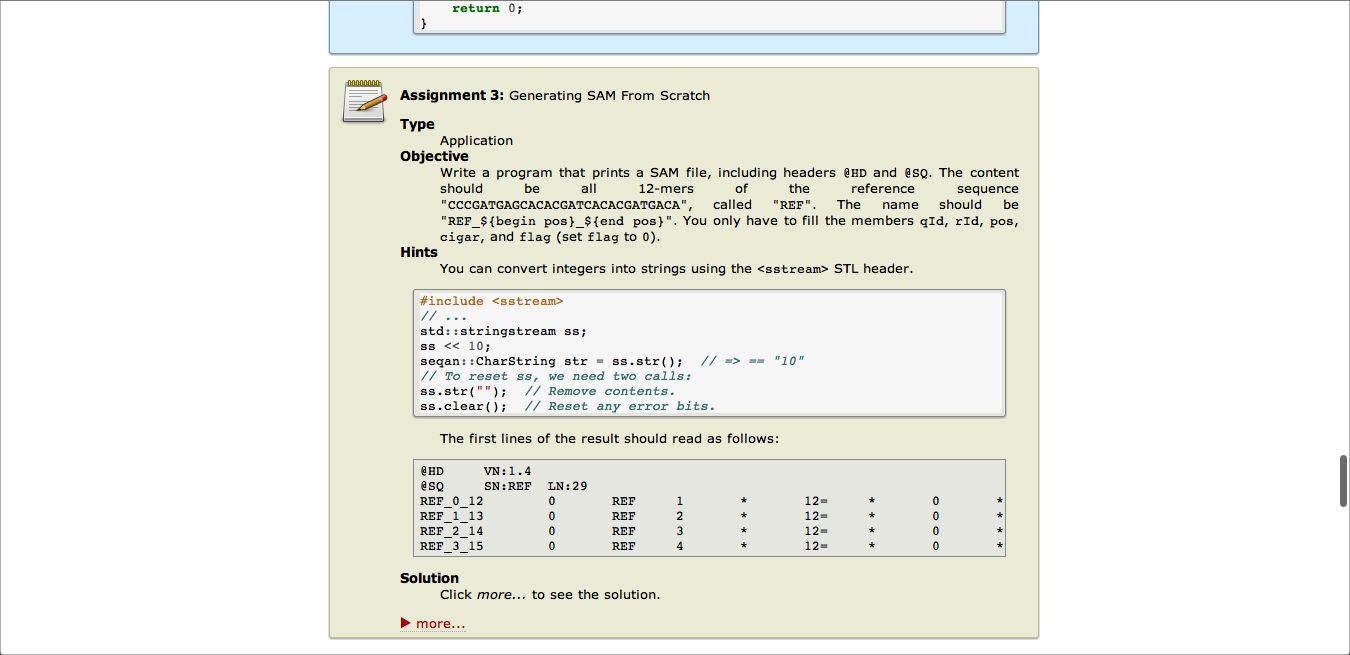 return 0;
}
Assignment 3: Generating SAM From Scratch
Type
Application
Objective
Write a program that prints a SAM file, including headers @HD and @SQ. The content
should be all 12-mers of the reference sequence
"CCCGATGAGCACACGATCACACGATGACA", called "REF". The name should be
"REF_${begin pos}_${end pos}". You only have to fill the members qId, rId, pos,
cigar, and flag (set flag to 0).
Hints
You can convert integers into strings using the <sstream> STL header.
#include <sstream>
// ...
std::stringstream ss;
ss << 10;
seqan::CharString str = ss.str();  // => == "10"
// To reset ss, we need two calls:
ss.str("");  // Remove contents.
ss.clear();  // Reset any error bits.
The first lines of the result should read as follows:
@HD VN:1.4
@SQ SN:REF LN:29
REF_0_12 0 REF 1 * 12= * 0 *
REF_1_13 0 REF 2 * 12= * 0 *
REF_2_14 0 REF 3 * 12= * 0 *
REF_3_15 0 REF 4 * 12= * 0 *
Solution
Click more... to see the solution.
more...